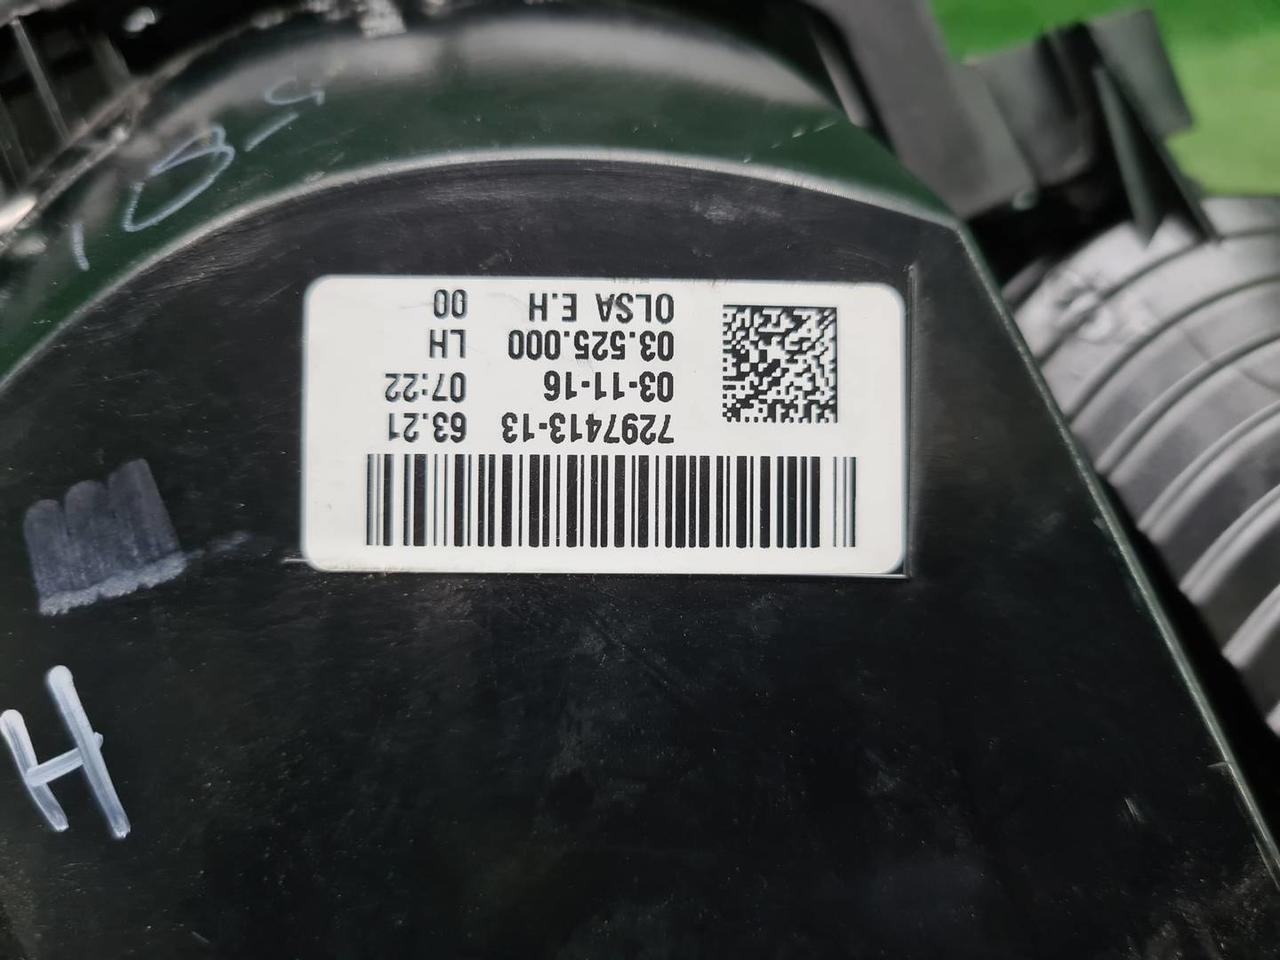 7297413-13 63.21
03-11-16 07:22
03.525.000 LH
OLSA E.H 00
H